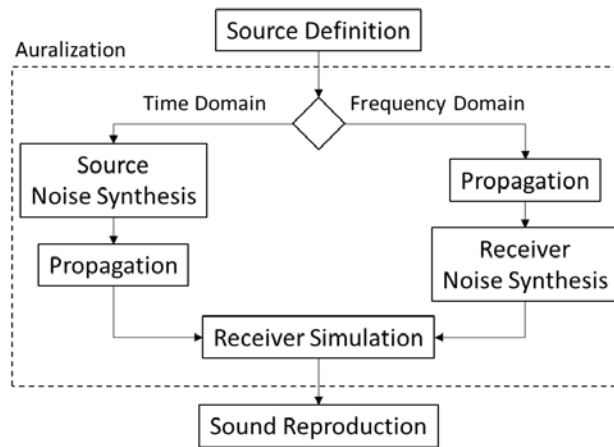 Source Definition
Auralization
Time Domain
Frequency Domain
Source
Noise Synthesis
Propagation
Propagation
Receiver
Noise Synthesis
Receiver Simulation
Sound Reproduction